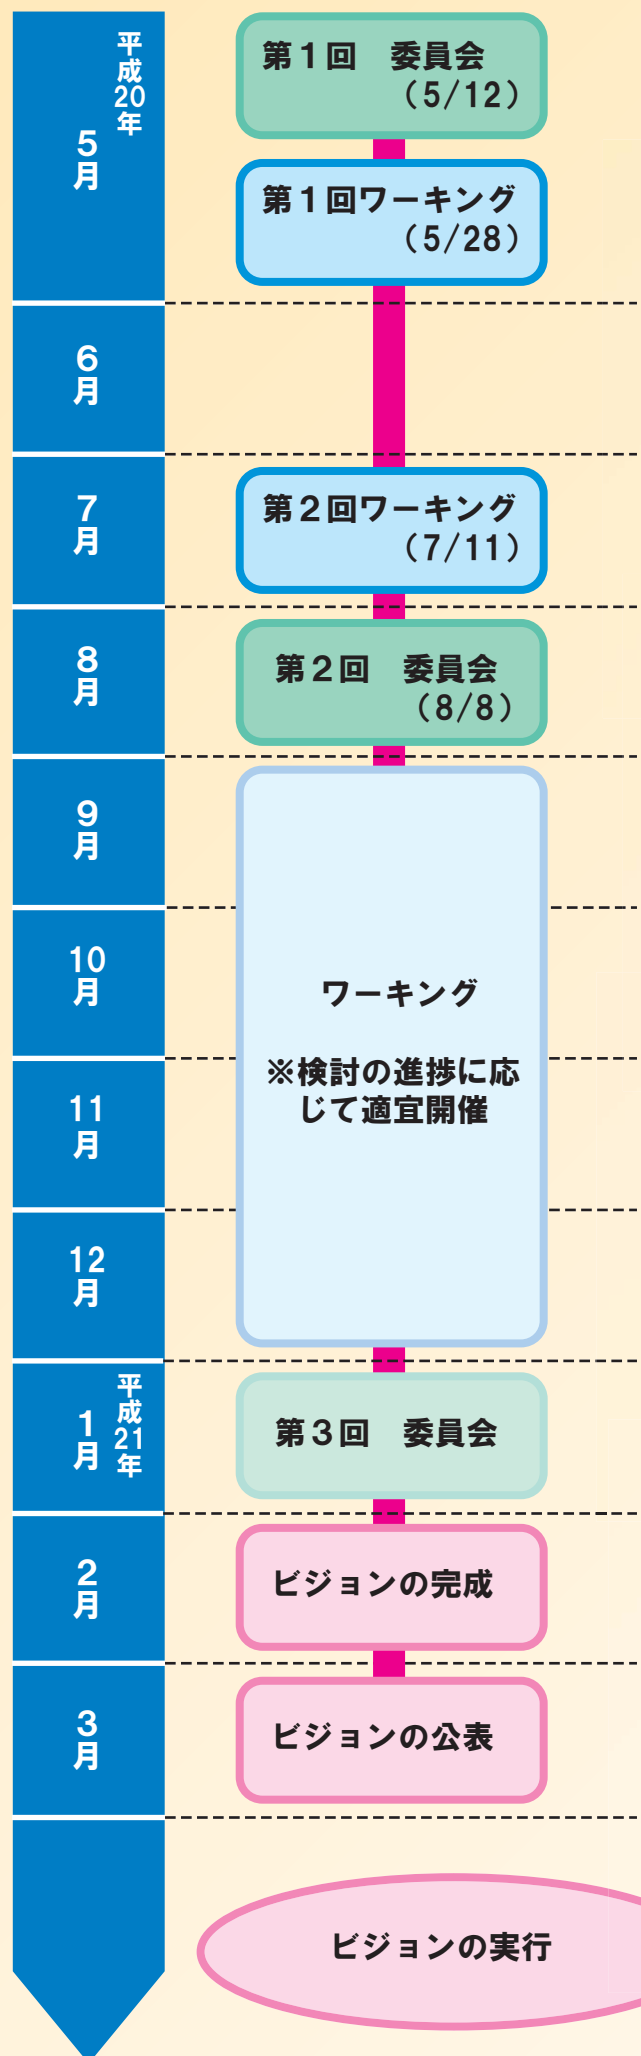 平成20年
5月
第1回　委員会
（5/12）
第1回ワーキング
（5/28）
6月
7月
第2回ワーキング
（7/11）
8月
第2回　委員会
（8/8）
9月
10月
11月
12月
ワーキング
※検討の進捗に応
じて適宜開催
平成21年
1月
第3回　委員会
2月
ビジョンの完成
3月
ビジョンの公表
ビジョンの実行